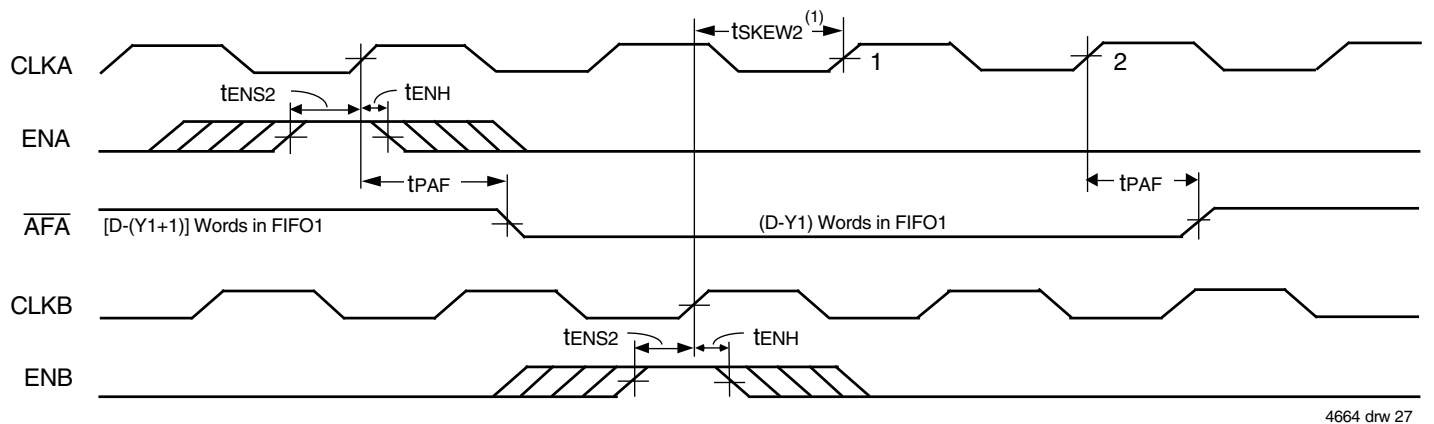 tSKEW2 (1)
CLKA
1
2
tENS2
tENH
ENA
tPAF
tPAF
AFA
[D-(Y1+1)] Words in FIFO1
(D-Y1) Words in FIFO1
CLKB
tENS2
tENH
ENB
4664 drw 27